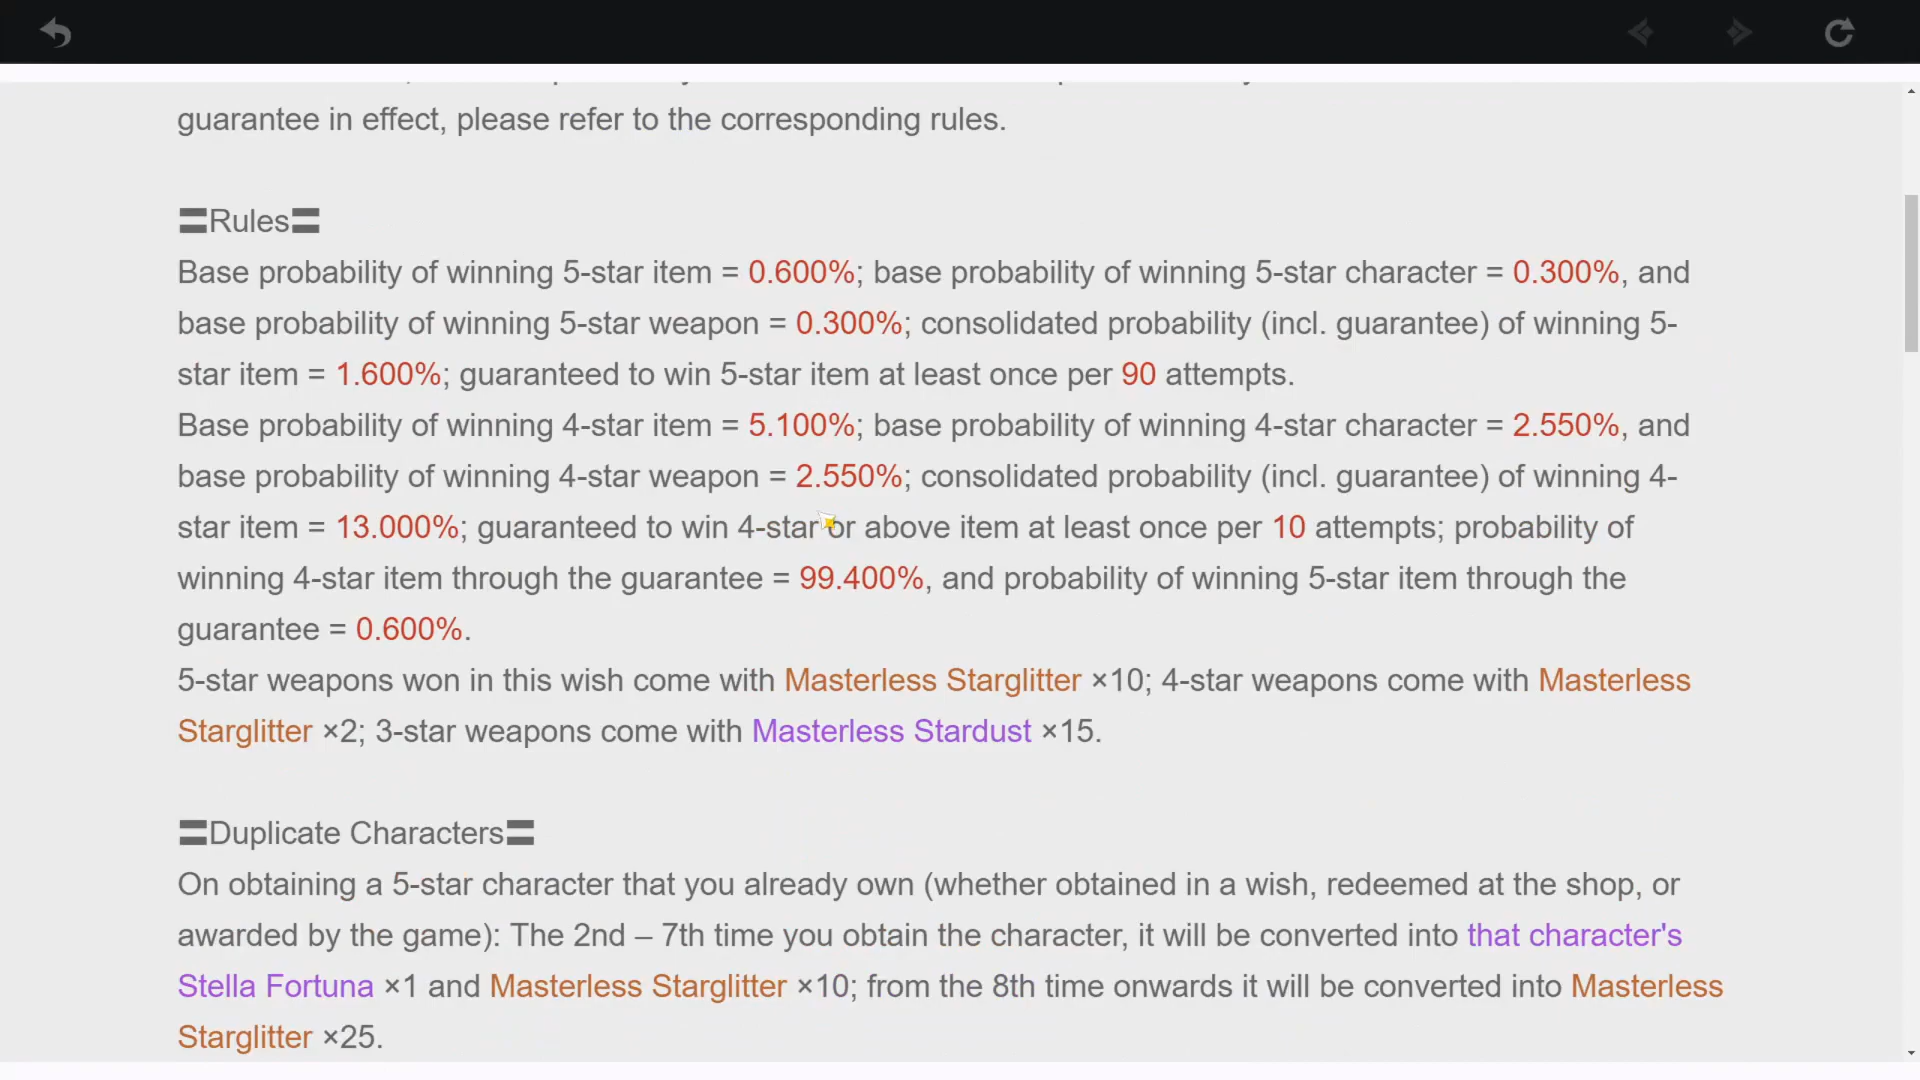 guarantee in effect, please refer to the corresponding rules.
〓Rules〓
Base probability of winning 5-star item = 0.600%; base probability of winning 5-star character = 0.300%, and
base probability of winning 5-star weapon = 0.300%; consolidated probability (incl. guarantee) of winning 5-
star item = 1.600%; guaranteed to win 5-star item at least once per 90 attempts.
Base probability of winning 4-star item = 5.100%; base probability of winning 4-star character = 2.550%, and
base probability of winning 4-star weapon = 2.550%; consolidated probability (incl. guarantee) of winning 4-
star item = 13.000%; guaranteed to win 4-star or above item at least once per 10 attempts; probability of
winning 4-star item through the guarantee = 99.400%, and probability of winning 5-star item through the
guarantee = 0.600%.
5-star weapons won in this wish come with Masterless Starglitter ×10; 4-star weapons come with Masterless
Starglitter ×2; 3-star weapons come with Masterless Stardust ×15.
〓Duplicate Characters〓
On obtaining a 5-star character that you already own (whether obtained in a wish, redeemed at the shop, or
awarded by the game): The 2nd – 7th time you obtain the character, it will be converted into that character's
Stella Fortuna ×1 and Masterless Starglitter ×10; from the 8th time onwards it will be converted into Masterless
Starglitter ×25.